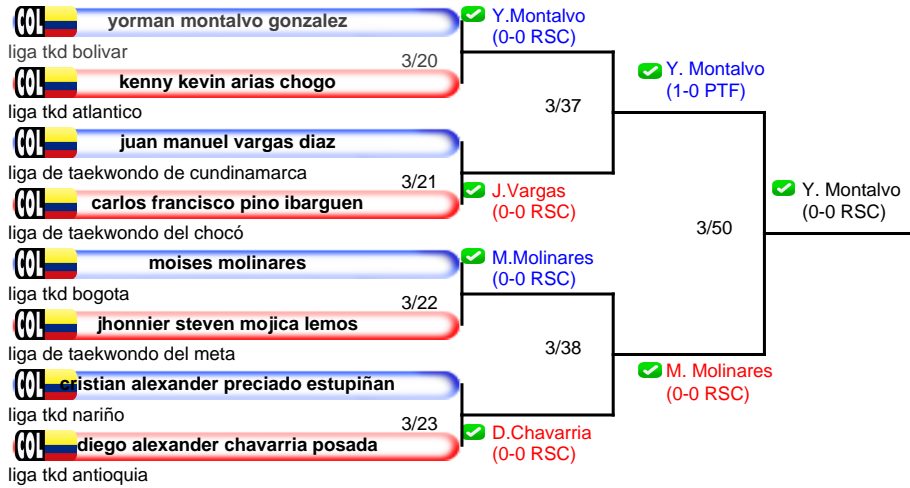 COL yorman montalvo gonzalez
liga tkd bolivar
3/20
COL kenny kevin arias chogo
liga tkd atlantico
COL juan manuel vargas diaz
liga de taekwondo de cundinamarca
3/21
COL carlos francisco pino ibarguen
liga de taekwondo del chocó
COL moises molinares
liga tkd bogota
3/22
COL jhonnier steven mojica lemos
liga de taekwondo del meta
COL cristian alexander preciado estupiñan
liga tkd nariño
3/23
COL diego alexander chavarria posada
liga tkd antioquia
Y.Montalvo
(0-0 RSC)
3/37
J.Vargas
(0-0 RSC)
M.Molinares
(0-0 RSC)
3/38
D.Chavarria
(0-0 RSC)
Y. Montalvo
(1-0 PTF)
3/50
M. Molinares
(0-0 RSC)
Y. Montalvo
(0-0 RSC)